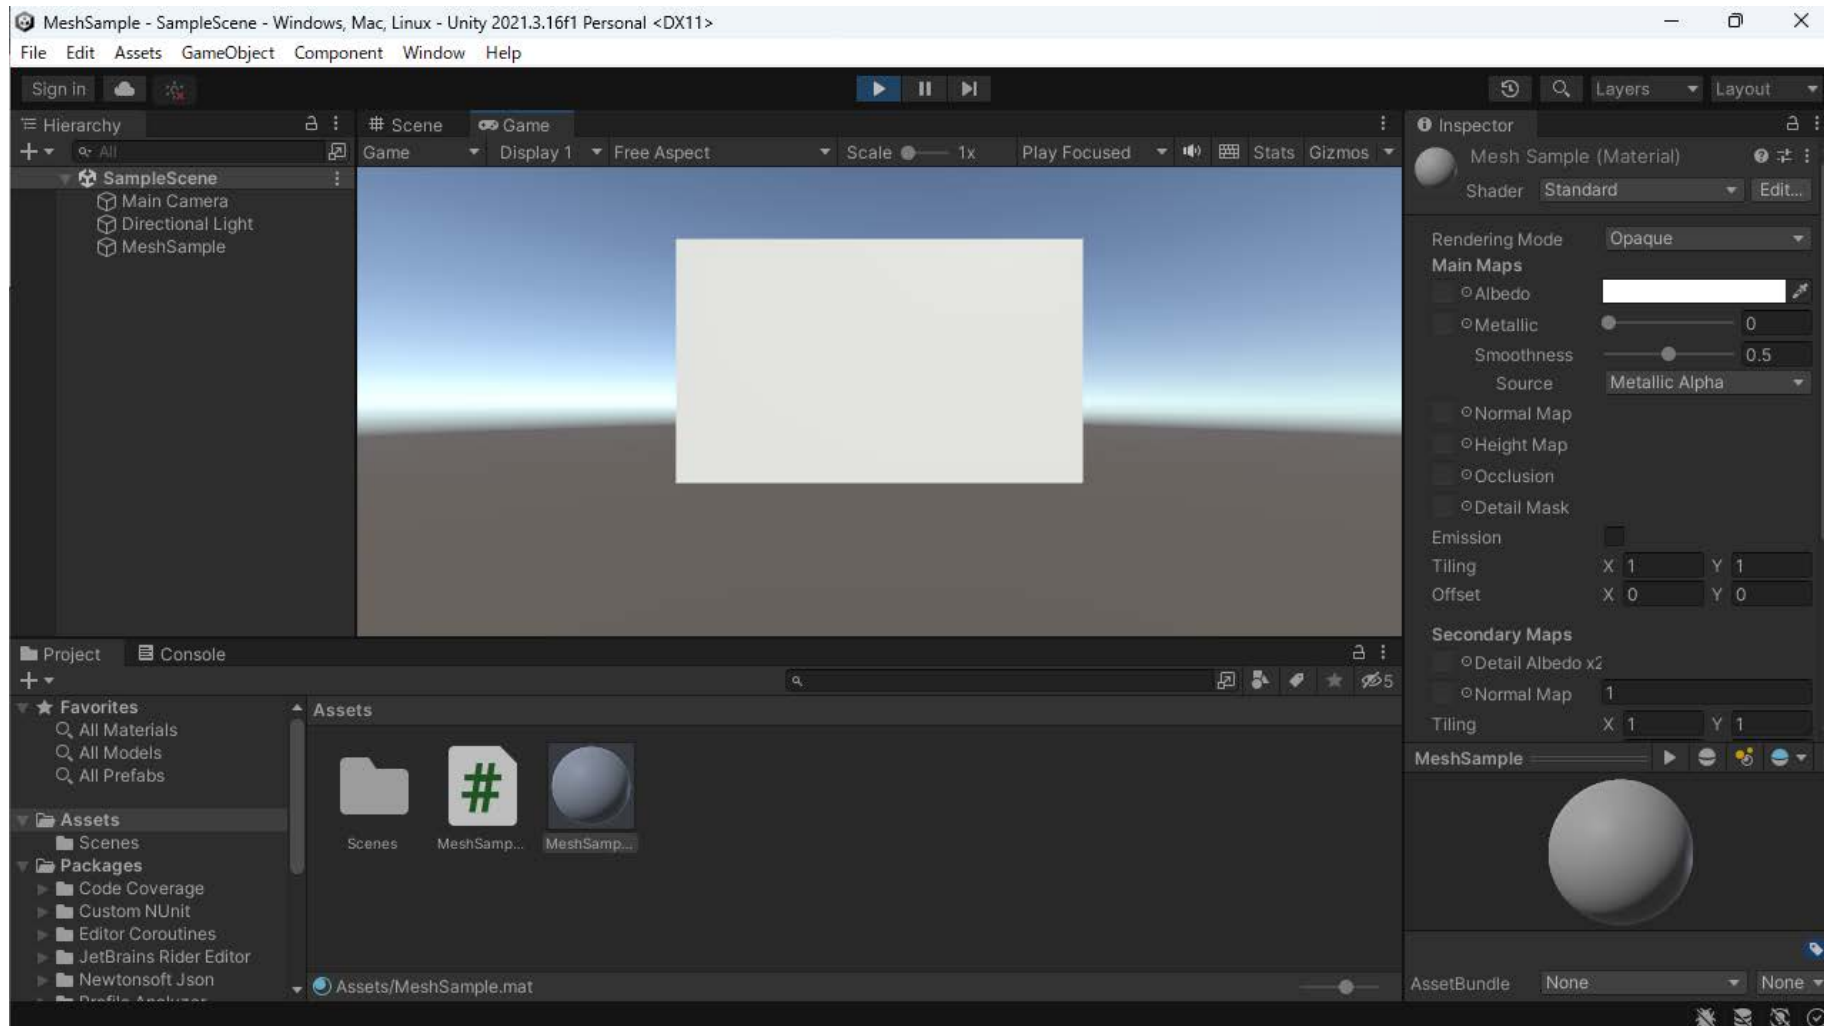 MeshSample - SampleScene - Windows, Mac, Linux - Unity 2021.3.16f1 Personal <DX11>
File Edit Assets GameObject Component Window Help
Sign in
Layers
Layout
Hierarchy
All
SampleScene
Main Camera
Directional Light
MeshSample
Scene
Game
Game
Display 1
Free Aspect
Scale
1x
Play Focused
Stats
Gizmos
Inspector
Mesh Sample (Material)
Shader Standard
Edit...
Rendering Mode Opaque
Main Maps
Albedo
Metallic 0
Smoothness 0.5
Source Metallic Alpha
Normal Map
Height Map
Occlusion
Detail Mask
Emission
Tiling X 1 Y 1
Offset X 0 Y 0
Secondary Maps
Detail Albedo x2
Normal Map 1
Tiling X 1 Y 1
MeshSample
AssetBundle None None
Project
Console
5
Favorites
All Materials
All Models
All Prefabs
Assets
Scenes
Packages
Code Coverage
Custom NUnit
Editor Coroutines
JetBrains Rider Editor
Newtonsoft Json
Assets
#
Scenes
MeshSamp...
MeshSamp...
Assets/MeshSample.mat